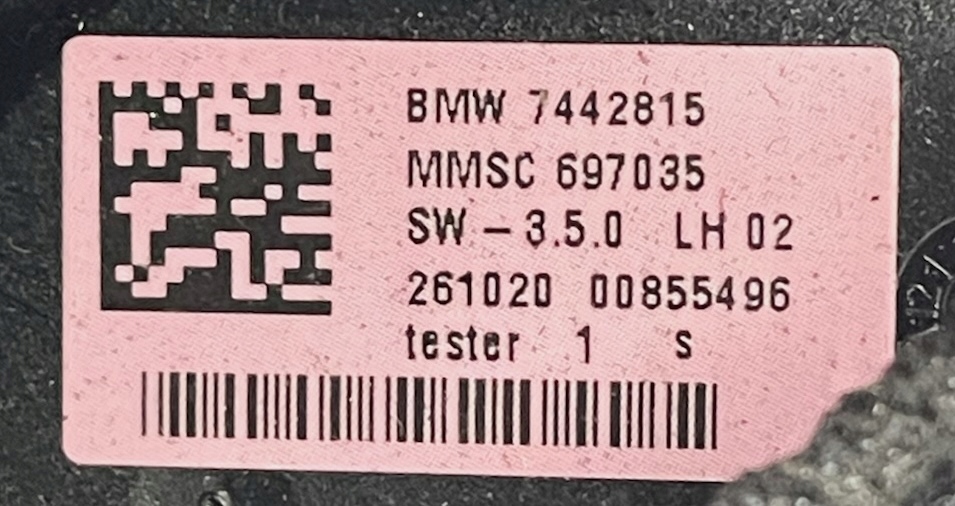 BMW 7442815
MMSC 697035
SW - 3.5.0 LH 02
261020 00855496
tester 1 s